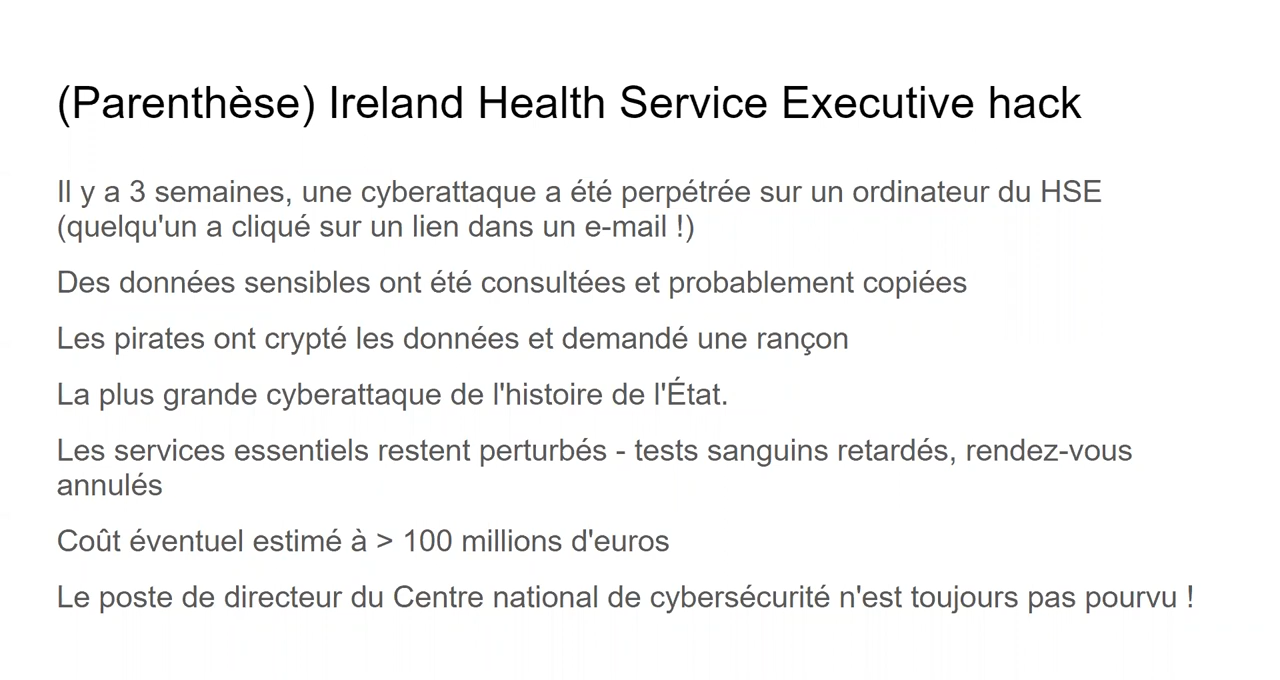 (Parenthèse) Ireland Health Service Executive hack
Il y a 3 semaines, une cyberattaque a été perpétrée sur un ordinateur du HSE
(quelqu'un a cliqué sur un lien dans un e-mail !)
Des données sensibles ont été consultées et probablement copiées
Les pirates ont crypté les données et demandé une rançon
La plus grande cyberattaque de l'histoire de l'État.
Les services essentiels restent perturbés - tests sanguins retardés, rendez-vous
annulés
Coût éventuel estimé à > 100 millions d'euros
Le poste de directeur du Centre national de cybersécurité n'est toujours pas pourvu !